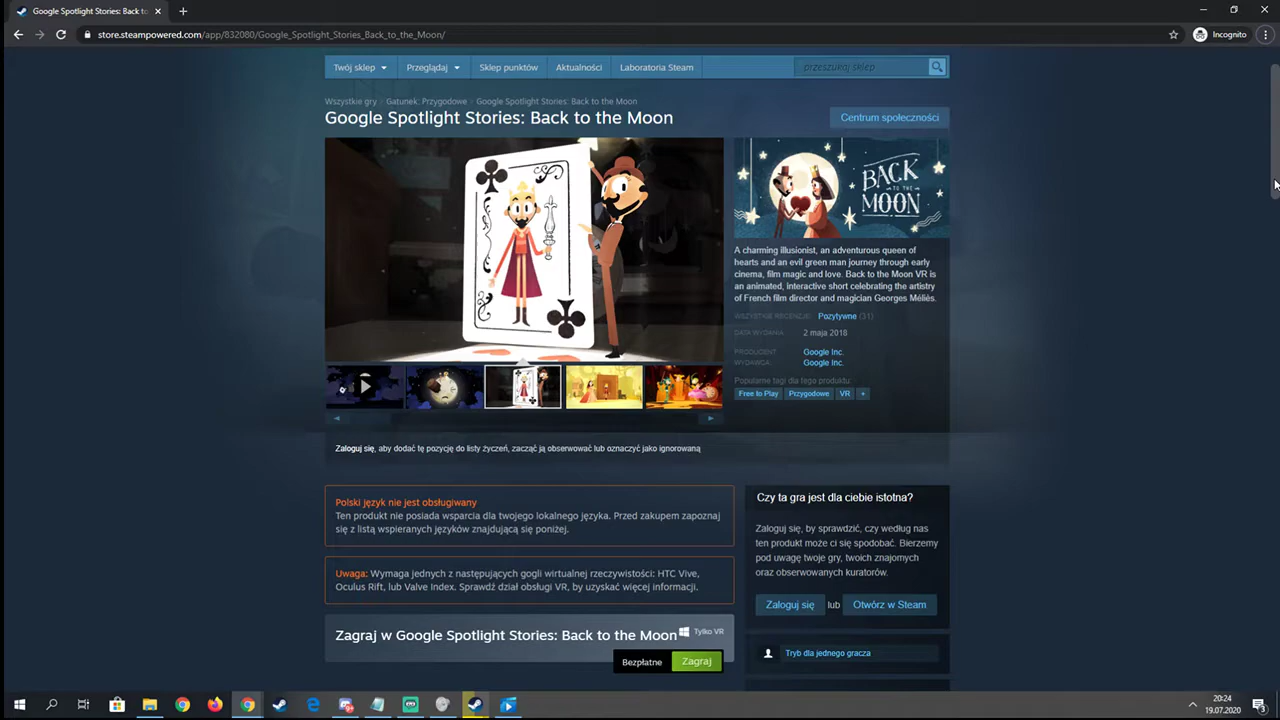 Google Spotlight Stories: Back to the M
store.steampowered.com/app/832080/Google_Spotlight_Stories_Back_to_the_Moon/
Incognito
Twój sklep
Przeglądaj
Sklep punktów
Aktualności
Laboratoria Steam
przeszukaj sklep
Wszystkie gry > Gatunek: Przygodowe > Google Spotlight Stories: Back to the Moon
Google Spotlight Stories: Back to the Moon
Centrum społeczności
BACK
TO THE
MOON
A charming illusionist, an adventurous queen of
hearts and an evil green man journey through early
cinema, film magic and love. Back to the Moon VR is
an animated, interactive short celebrating the artistry
of French film director and magician Georges Méliès.
WSZYSTKIE RECENZJE: Pozytywne (31)
DATA WYDANIA: 2 maja 2018
PRODUCENT: Google Inc.
WYDAWCA: Google Inc.
Popularne tagi dla tego produktu:
Free to Play Przygodowe VR +
Zaloguj się, aby dodać tę pozycję do listy życzeń, zacząć ją obserwować lub oznaczyć jako ignorowaną
Polski język nie jest obsługiwany
Ten produkt nie posiada wsparcia dla twojego lokalnego języka. Przed zakupem zapoznaj
się z listą wspieranych języków znajdującą się poniżej.
Uwaga: Wymaga jednych z następujących gogli wirtualnej rzeczywistości: HTC Vive,
Oculus Rift, lub Valve Index. Sprawdź dział obsługi VR, by uzyskać więcej informacji.
Zagraj w Google Spotlight Stories: Back to the Moon
Tylko VR
Bezpłatne
Zagraj
Czy ta gra jest dla ciebie istotna?
Zaloguj się, by sprawdzić, czy według nas
ten produkt może ci się spodobać. Bierzemy
pod uwagę twoje gry, twoich znajomych
oraz obserwowanych kuratorów.
Zaloguj się lub Otwórz w Steam
Tryb dla jednego gracza
20:24
19.07.2020